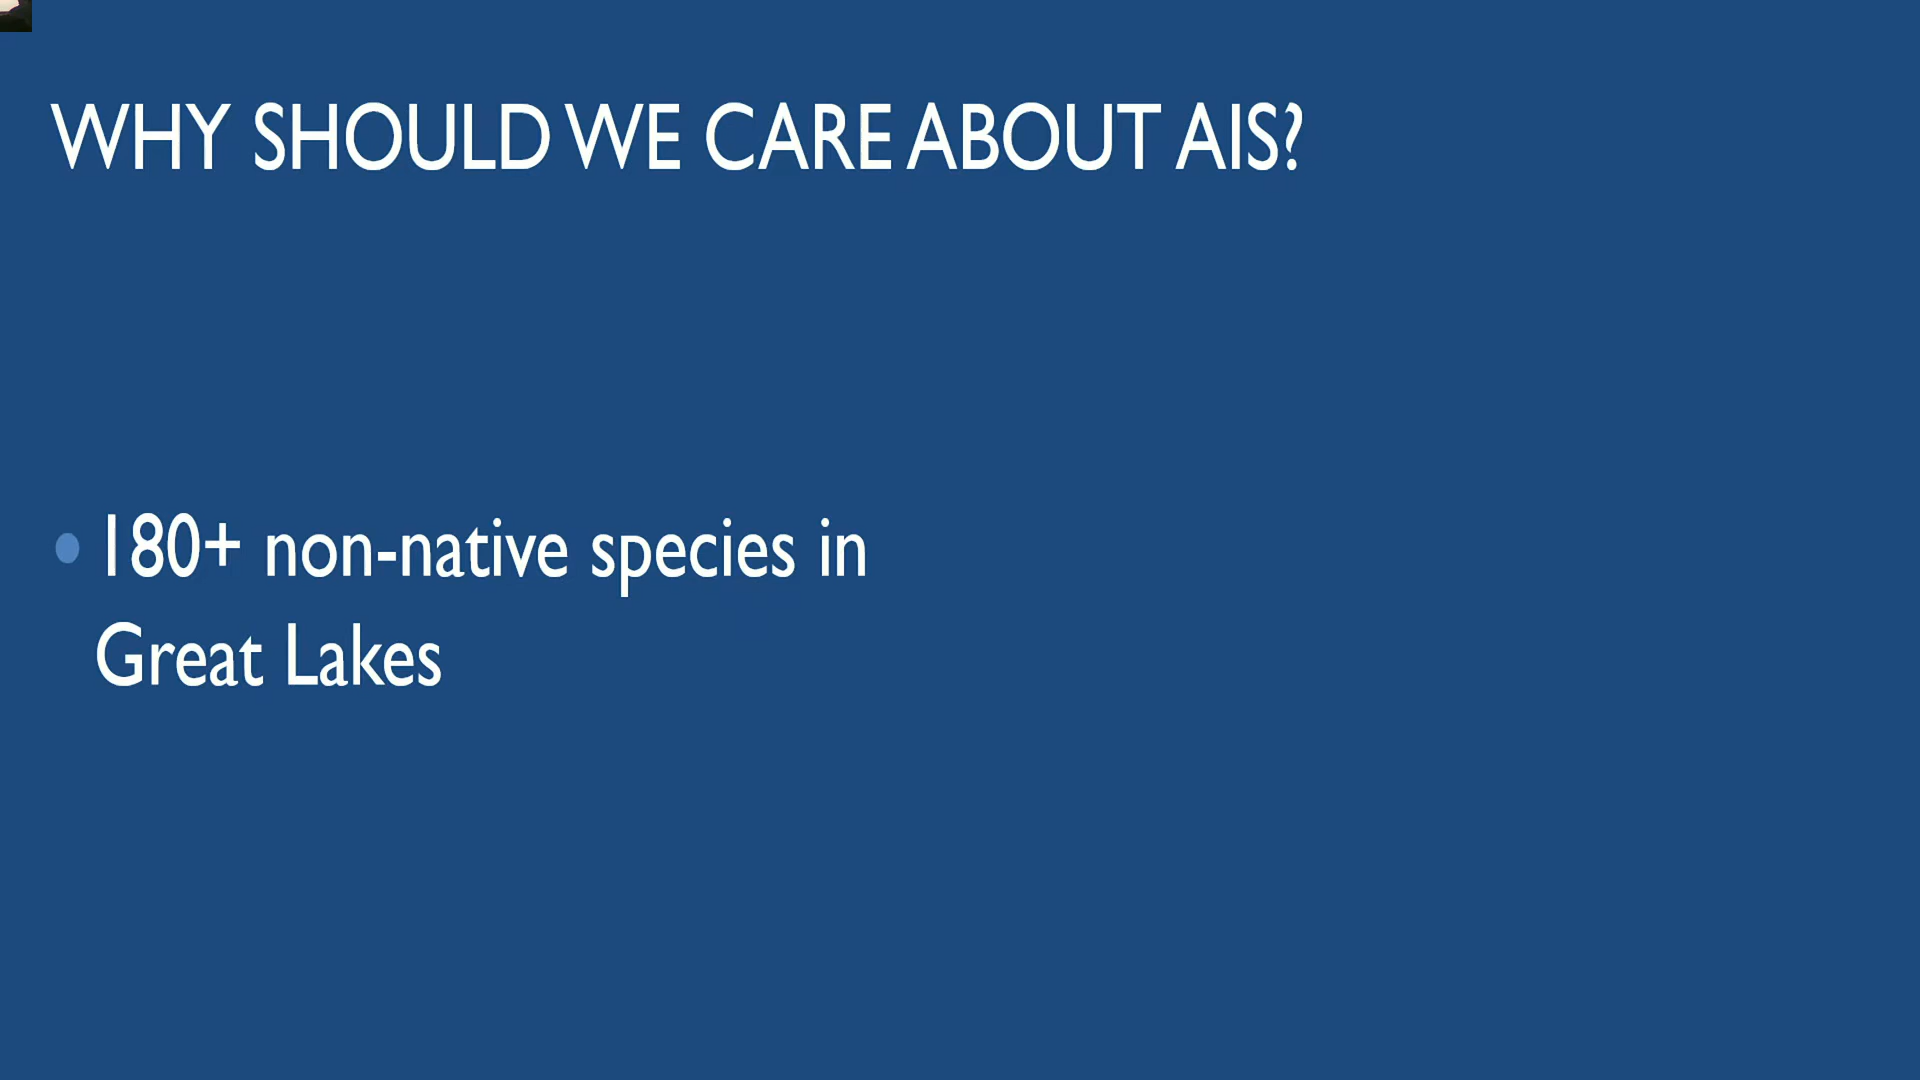 WHY SHOULD WE CARE ABOUT AIS?
• 180+ non-native species in
Great Lakes